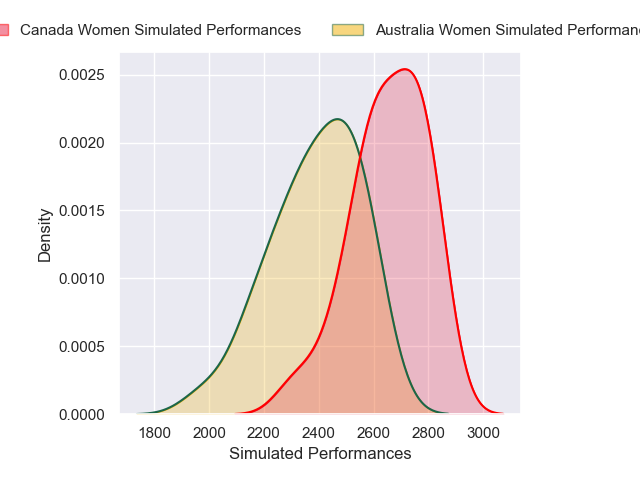 Canada Women Simulated Performances
Australia Women Simulated
0.0025
0.0020
0.0015
0.0010
0.0005
0.0000
Density
1800 2000 2200 2400 2600 2800 3000
Simulated Performances